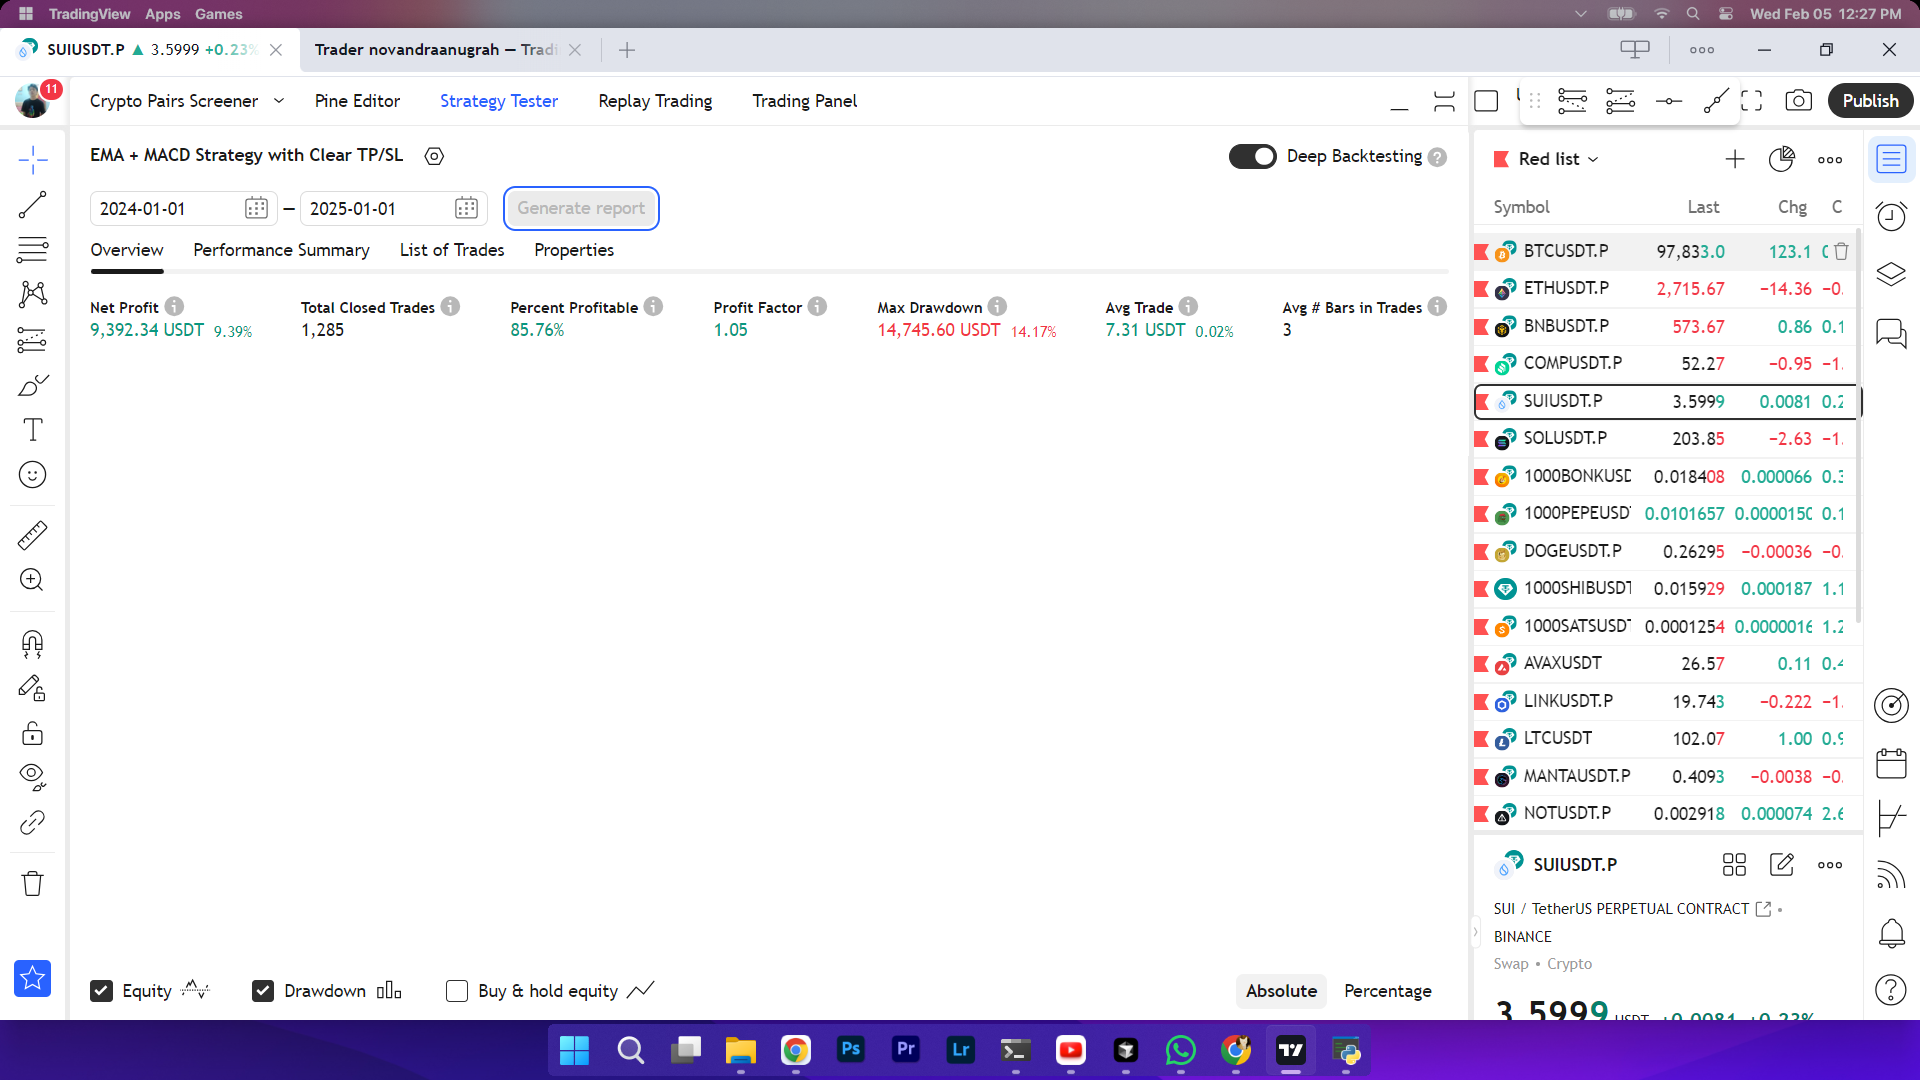 TradingView Apps Games
Wed Feb 05 12:27 PM
SUIUSDT.P ▲ 3.5999 +0.23%
Trader novandraanugrah — Tradi
11
Crypto Pairs Screener Pine Editor Strategy Tester Replay Trading Trading Panel
Publish
EMA + MACD Strategy with Clear TP/SL
Deep Backtesting
2024-01-01 — 2025-01-01 Generate report
Overview Performance Summary List of Trades Properties
Net Profit Total Closed Trades Percent Profitable Profit Factor Max Drawdown Avg Trade Avg # Bars in Trades
9,392.34 USDT 9.39% 1,285 85.76% 1.05 14,745.60 USDT 14.17% 7.31 USDT 0.02% 3
Equity Drawdown Buy & hold equity
Absolute Percentage
Red list
Symbol Last Chg C
BTCUSDT.P 97,833.0 123.1
ETHUSDT.P 2,715.67 −14.36 −0.
BNBUSDT.P 573.67 0.86 0.1
COMPUSDT.P 52.27 −0.95 −1.
SUIUSDT.P 3.5999 0.0081 0.2
SOLUSDT.P 203.85 −2.63 −1.
1000BONKUSD 0.018408 0.000066 0.3
1000PEPEUSD 0.0101657 0.0000150 0.1
DOGEUSDT.P 0.26295 −0.00036 −0.
1000SHIBUSDT 0.015929 0.000187 1.1
1000SATSUSDT 0.0001254 0.0000016 1.2
AVAXUSDT 26.57 0.11 0.4
LINKUSDT.P 19.743 −0.222 −1.
LTCUSDT 102.07 1.00 0.9
MANTAUSDT.P 0.4093 −0.0038 −0.
NOTUSDT.P 0.002918 0.000074 2.6
SUIUSDT.P
SUI / TetherUS PERPETUAL CONTRACT •
BINANCE
Swap • Crypto
3.5999 USDT +0.0081 +0.23%
Ps Pr Lr